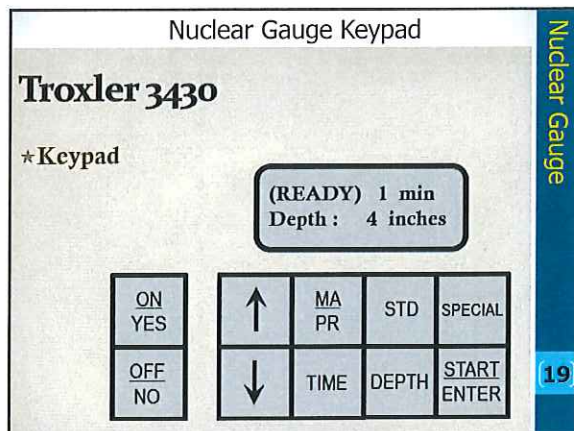 Nuclear Gauge Keypad
Troxler 3430
*Keypad
(READY) 1 min
Depth : 4 inches
ON
YES
↑
MA
PR
STD
SPECIAL
OFF
NO
↓
TIME
DEPTH
START
ENTER
Nuclear Gauge
19